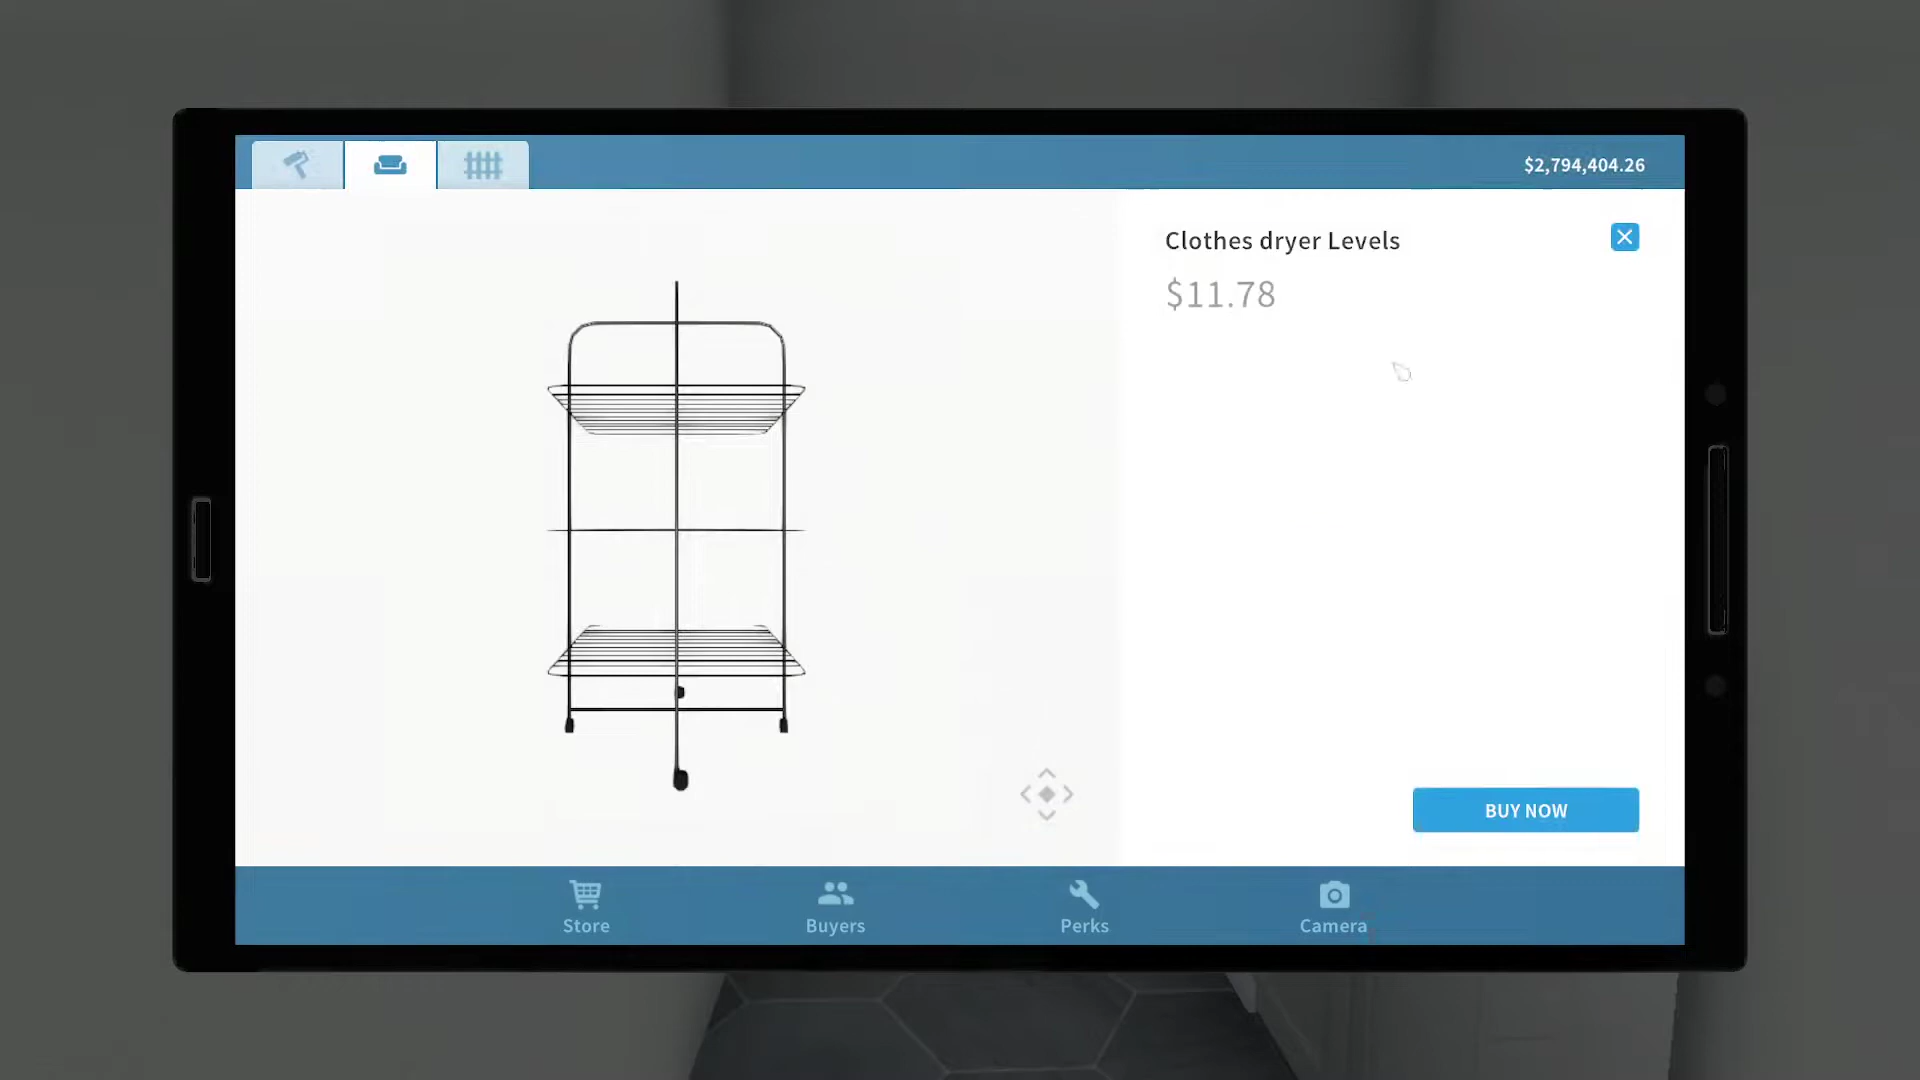 $2,794,404.26
Clothes dryer Levels
$11.78
BUY NOW
Store
Buyers
Perks
Camera